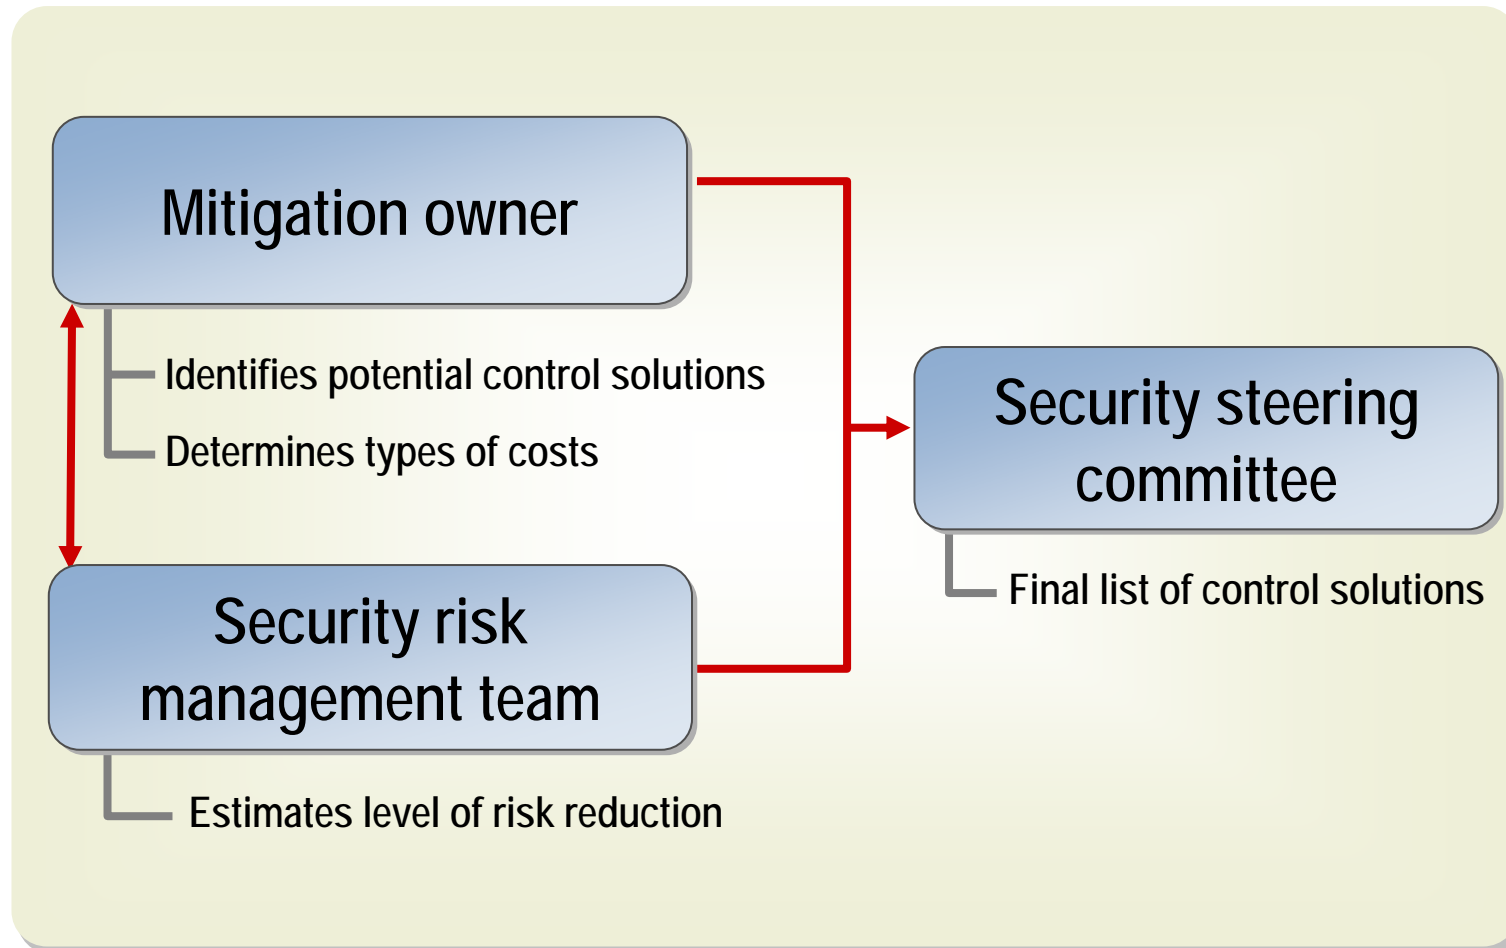 Mitigation owner
Identifies potential control solutions
Determines types of costs
Security risk
management team
Estimates level of risk reduction
Security steering
committee
Final list of control solutions